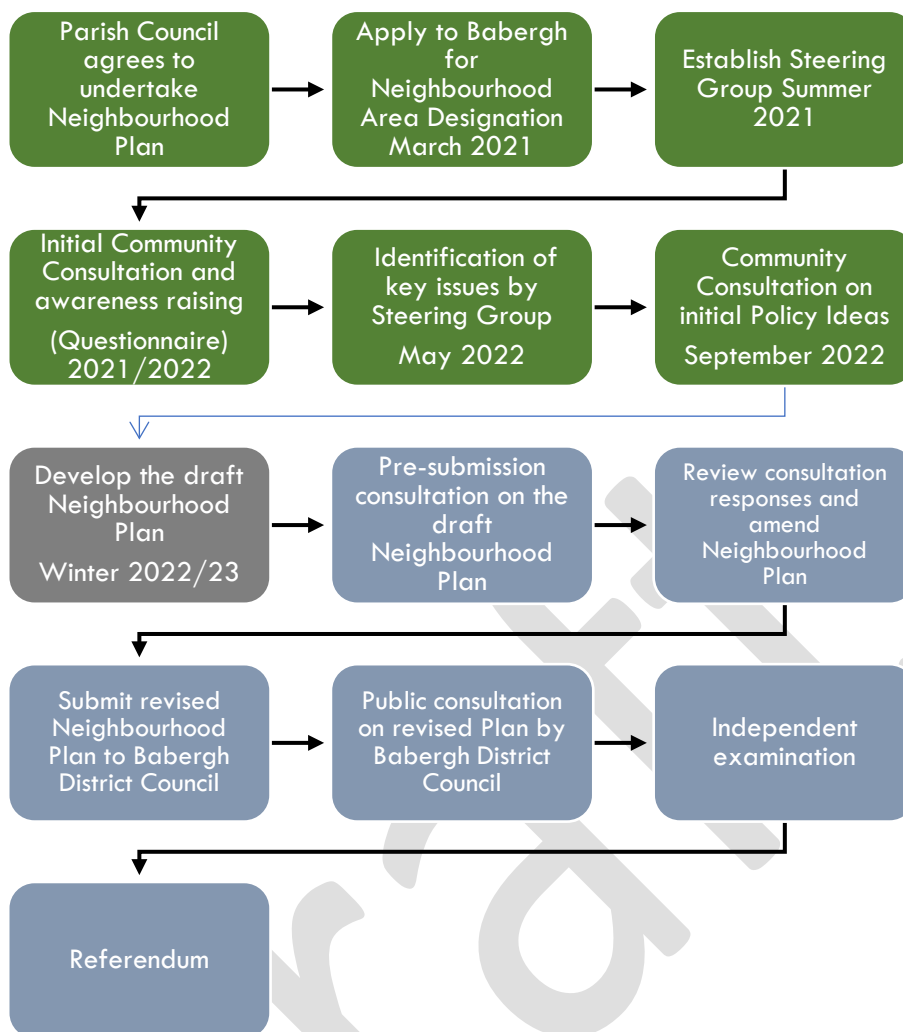 Parish Council
agrees to
undertake
Neighbourhood
Plan
Apply to Babergh
for
Neighbourhood
Area Designation
March 2021
Establish Steering
Group Summer
2021
Initial Community
Consultation and
awareness raising
(Questionnaire)
2021/2022
Identification of
key issues by
Steering Group
May 2022
Community
Consultation on
initial Policy Ideas
September 2022
Develop the draft
Neighbourhood
Plan
Winter 2022/23
Pre-submission
consultation on the
draft
Neighbourhood
Plan
Review consultation
responses and
amend
Neighbourhood
Plan
Submit revised
Neighbourhood
Plan to Babergh
District Council
Public consultation
on revised Plan by
Babergh District
Council
Independent
examination
Referendum